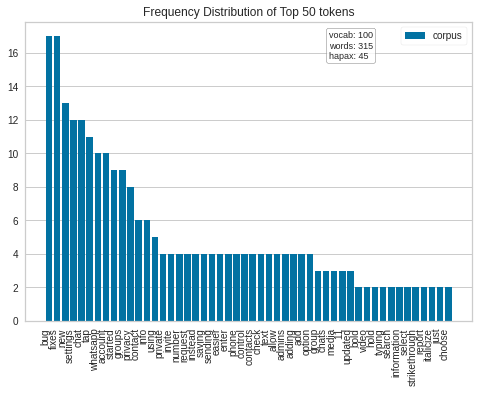 Frequency Distribution of Top 50 tokens
vocab: 100
words: 315
hapax: 45
corpus
16
14
12
10
8
6
4
2
0
bug
fixes
new
settings
chat
tap
whatsapp
account
started
groups
privacy
contact
info
using
private
invite
number
request
instead
saying
sending
easier
enter
phone
control
contacts
check
text
allow
admins
adding
add
option
group
chats
media
11
updated
bold
video
hold
typing
search
information
select
strikethrough
report
italicize
just
choose